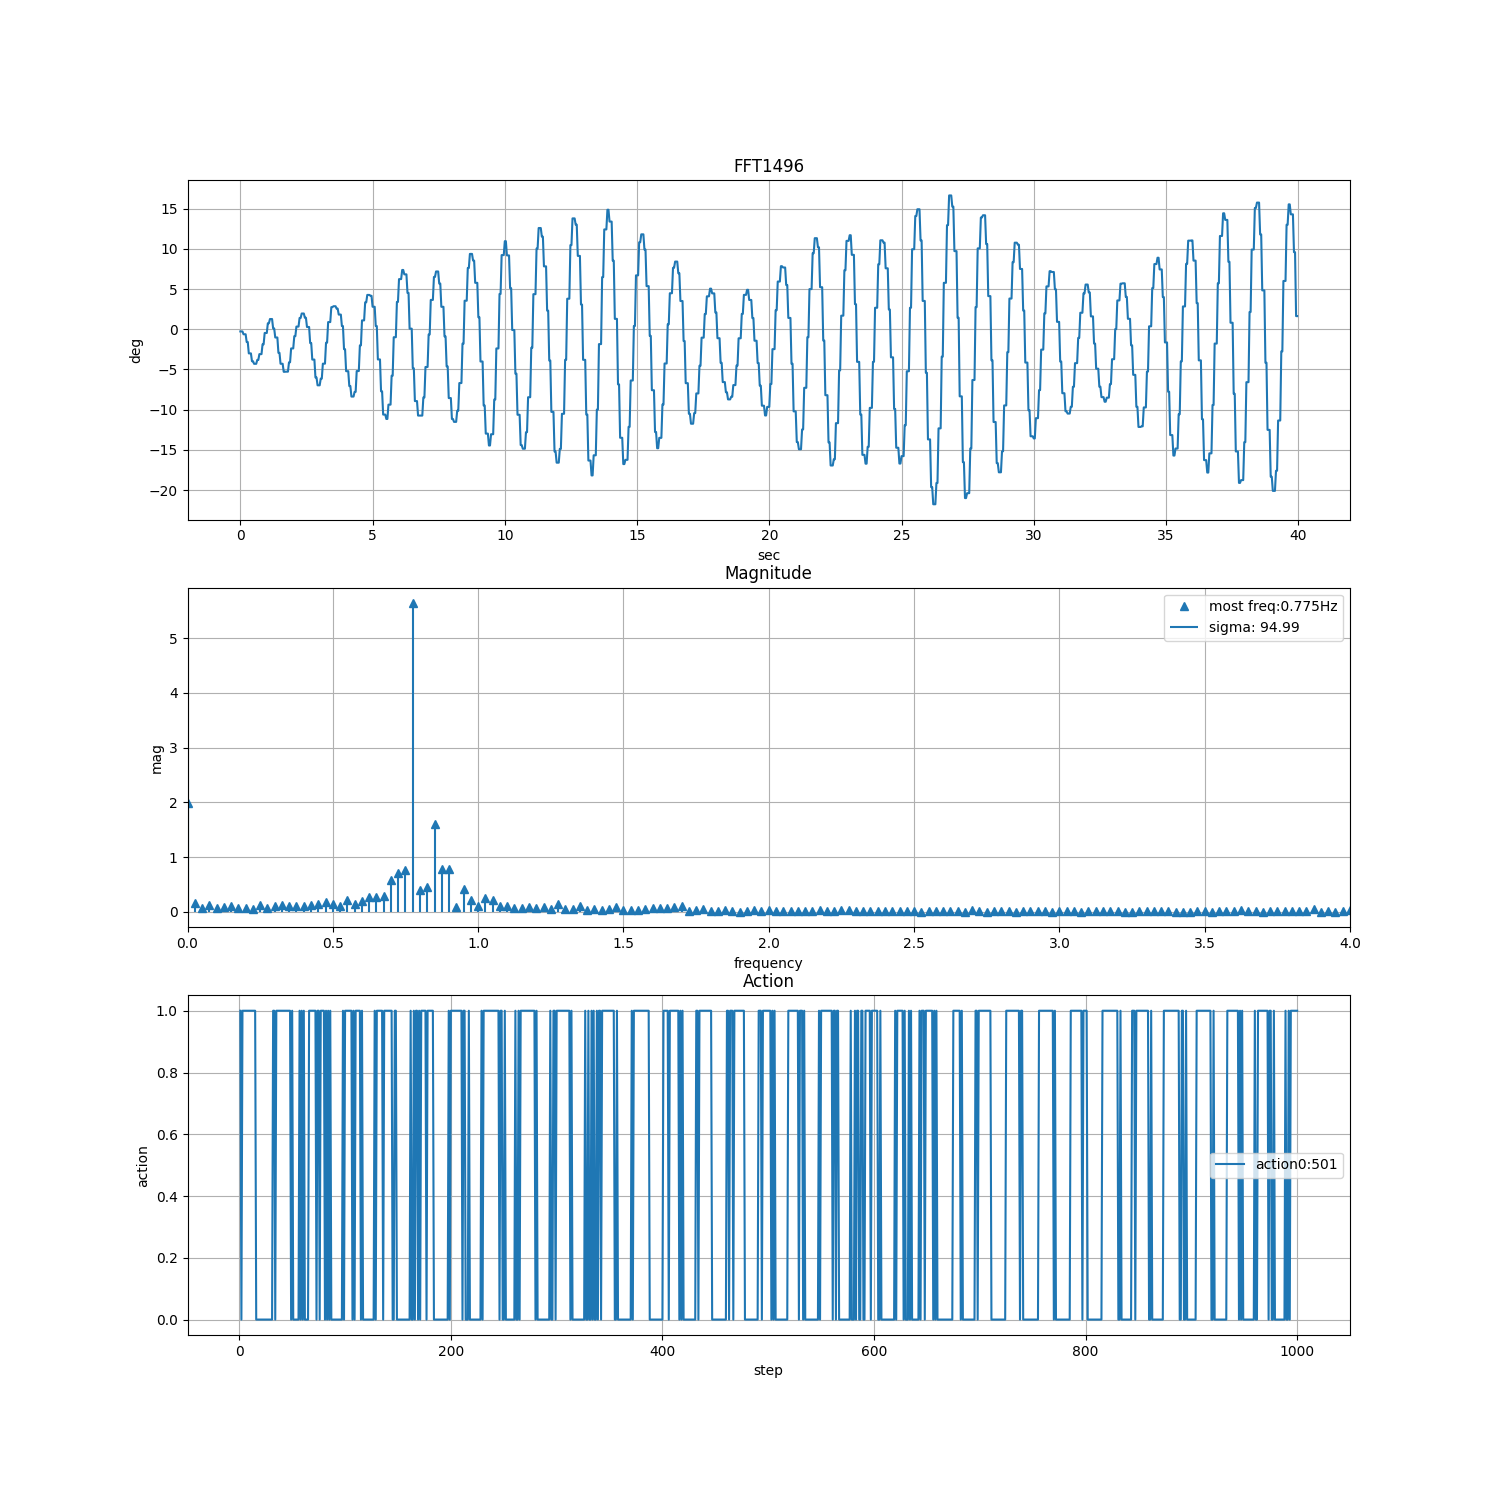 FFT1496
15
10
5
0
−5
−10
−15
−20
deg
0 5 10 15 20 25 30 35 40
sec
Magnitude
most freq:0.775Hz
sigma: 94.99
5
4
3
2
1
0
mag
0.0 0.5 1.0 1.5 2.0 2.5 3.0 3.5 4.0
frequency
Action
1.0
0.8
0.6
0.4
0.2
0.0
action
action0:501
0 200 400 600 800 1000
step